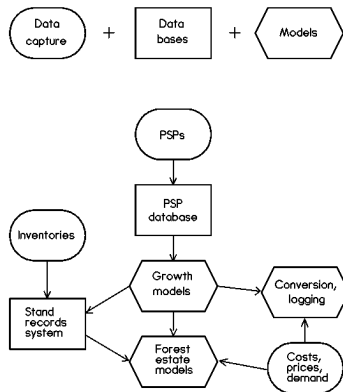 Data
capture
+
Data
bases
+
Models
PSPs
PSP
database
Inventories
Growth
models
Conversion,
logging
Stand
records
system
Forest
estate
models
Costs,
prices,
demand